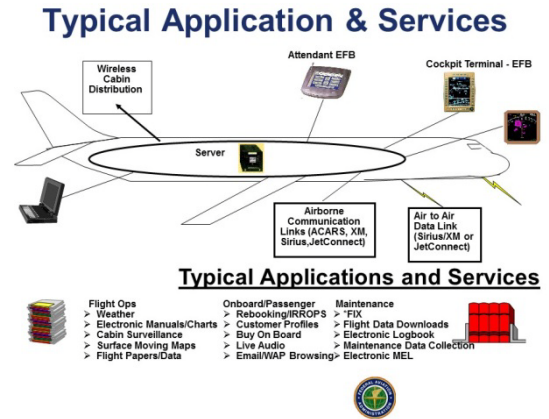 Typical Application & Services
Attendant EFB
Wireless
Cabin
Distribution
Cockpit Terminal - EFB
Server
Airborne
Communication
Links (ACARS, XM,
Sirius,JetConnect)
Air to Air
Data Link
(Sirius/XM or
JetConnect)
Typical Applications and Services
Flight Ops
➢ Weather
➢ Electronic Manuals/Charts
➢ Cabin Surveillance
➢ Surface Moving Maps
➢ Flight Papers/Data
Onboard/Passenger
➢ Rebooking/IRROPS
➢ Customer Profiles
➢ Buy On Board
➢ Live Audio
➢ Email/WAP Browsing
Maintenance
➢ *FIX
➢ Flight Data Downloads
➢ Electronic Logbook
➢ Maintenance Data Collection
➢ Electronic MEL